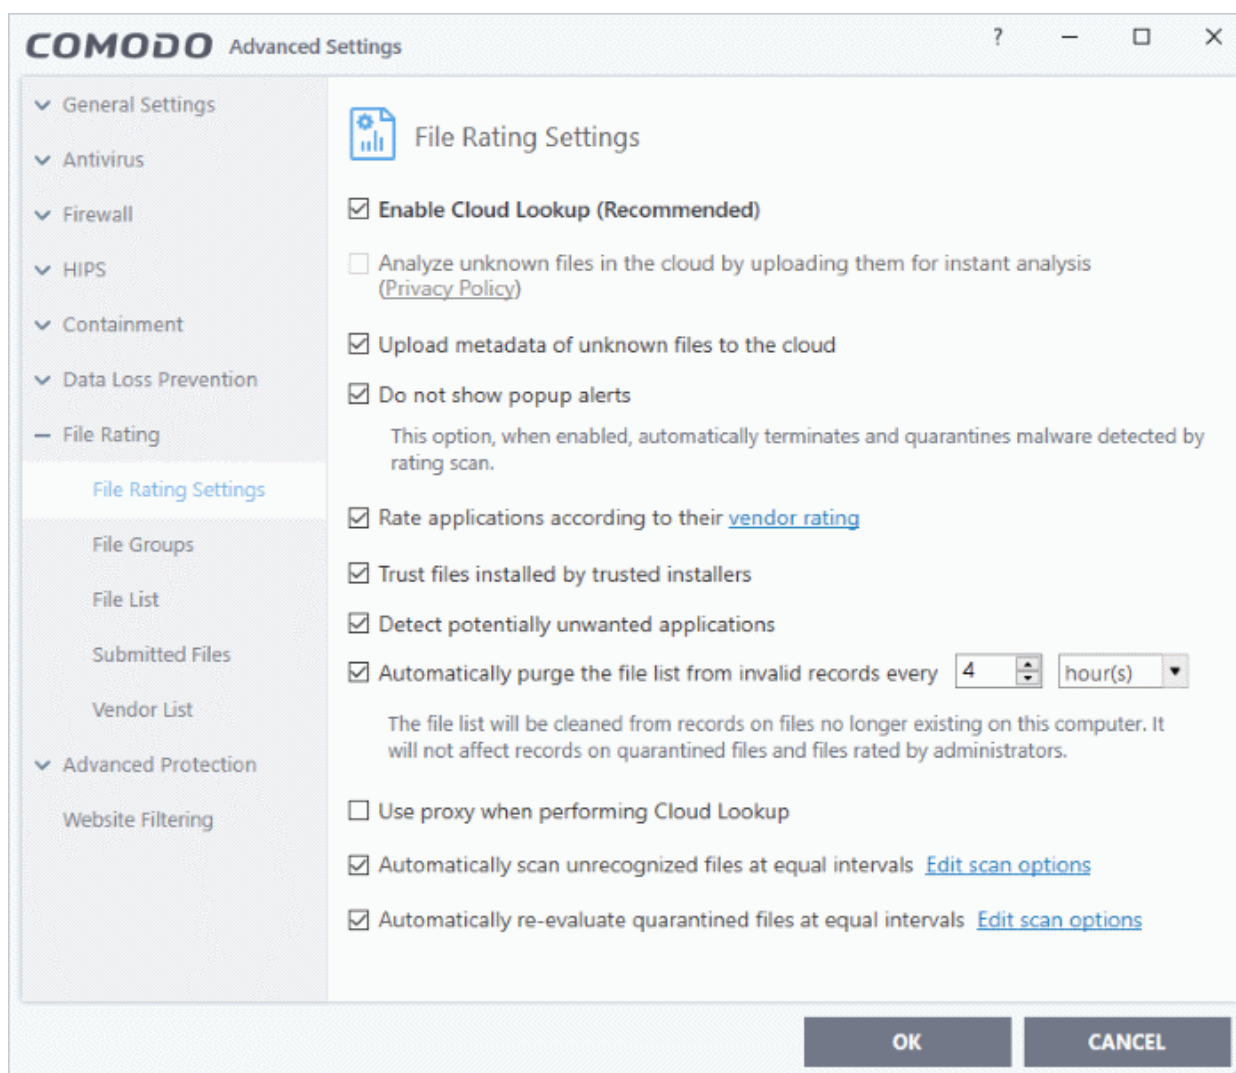 COMODO Advanced Settings
?
General Settings
Antivirus
Firewall
HIPS
Containment
Data Loss Prevention
File Rating
File Rating Settings
File Groups
File List
Submitted Files
Vendor List
Advanced Protection
Website Filtering
File Rating Settings
Enable Cloud Lookup (Recommended)
Analyze unknown files in the cloud by uploading them for instant analysis
(Privacy Policy)
Upload metadata of unknown files to the cloud
Do not show popup alerts
This option, when enabled, automatically terminates and quarantines malware detected by
rating scan.
Rate applications according to their vendor rating
Trust files installed by trusted installers
Detect potentially unwanted applications
Automatically purge the file list from invalid records every 4 hour(s)
The file list will be cleaned from records on files no longer existing on this computer. It
will not affect records on quarantined files and files rated by administrators.
Use proxy when performing Cloud Lookup
Automatically scan unrecognized files at equal intervals Edit scan options
Automatically re-evaluate quarantined files at equal intervals Edit scan options
OK
CANCEL